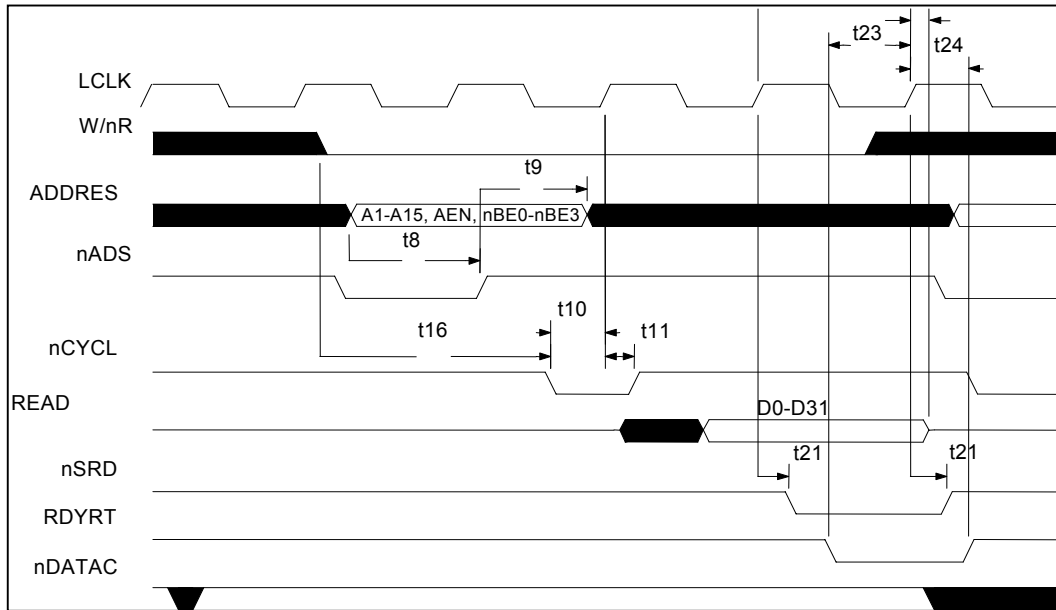 t23
t24
LCLK
W/nR
t9
ADDRES
A1-A15, AEN, nBE0-nBE3
nADS
t8
t10
t16
t11
nCYCL
READ
D0-D31
nSRD
t21
t21
RDYRT
nDATAC